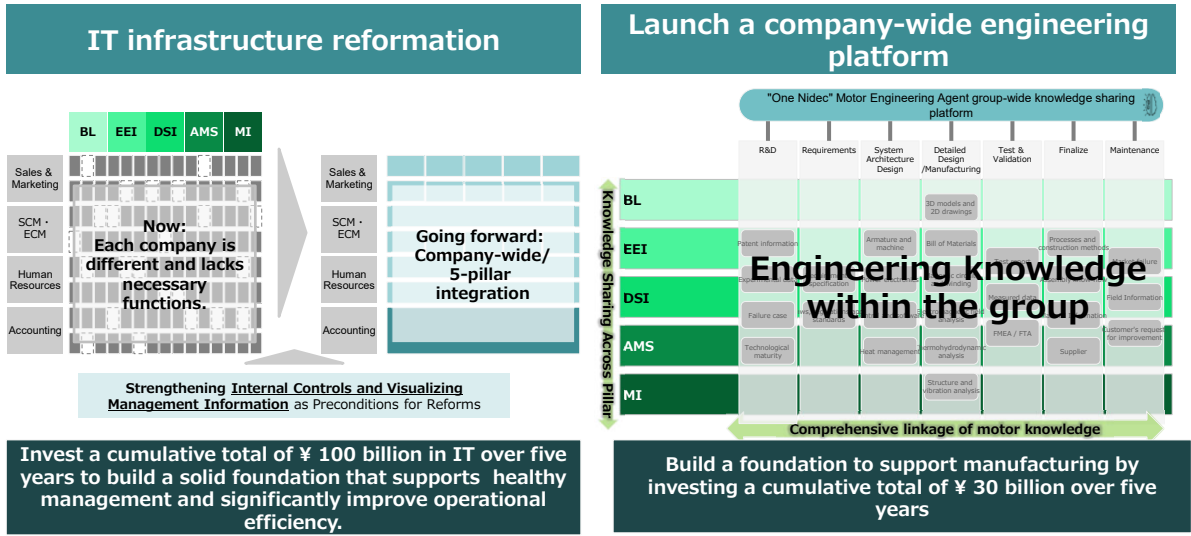 IT infrastructure reformation
BL
EEI
DSI
AMS
MI
Sales &
Marketing
SCM・
ECM
Human
Resources
Accounting
Now:
Each company is
different and lacks
necessary
functions.
Sales &
Marketing
SCM・
ECM
Human
Resources
Accounting
Going forward:
Company-wide/
5-pillar
integration
Strengthening Internal Controls and Visualizing
Management Information as Preconditions for Reforms
Invest a cumulative total of ¥ 100 billion in IT over five
years to build a solid foundation that supports healthy
management and significantly improve operational
efficiency.
Launch a company-wide engineering
platform
"One Nidec" Motor Engineering Agent group-wide knowledge sharing
platform
R&D
Requirements
System
Architecture
Design
Detailed
Design
/Manufacturing
Test &
Validation
Finalize
Maintenance
Knowledge Sharing Across Pillar
BL
EEI
DSI
AMS
MI
3D models and
2D drawings
Patent information
Armature and
machine
Bill of Materials
Processes and
construction methods
Engineering knowledge
within the group
Measured data
Field Information
Failure case
standards
analysis
FMEA / FTA
Customer's request
for improvement
Technological
maturity
Heat management
Thermohydrodynamic
analysis
Supplier
Structure and
vibration analysis
Comprehensive linkage of motor knowledge
Build a foundation to support manufacturing by
investing a cumulative total of ¥ 30 billion over five
years